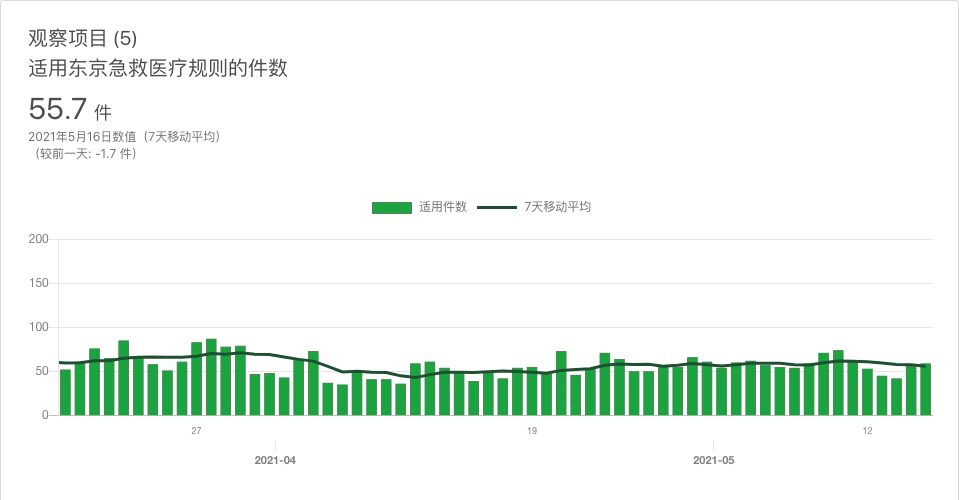 观察项目 (5)
适用东京急救医疗规则的件数
55.7 件
2021年5月16日数值（7天移动平均）
（较前一天: -1.7 件）
适用件数 7天移动平均
200
150
100
50
0
27 19 12
2021-04 2021-05